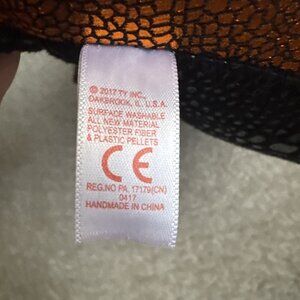 © 2017 TY INC.,
OAKBROOK, IL. U.S.A.
SURFACE WASHABLE
ALL NEW MATERIAL
POLYESTER FIBER
& PLASTIC PELLETS
CE
REG.NO PA. 17179(CN)
0417
HANDMADE IN CHINA